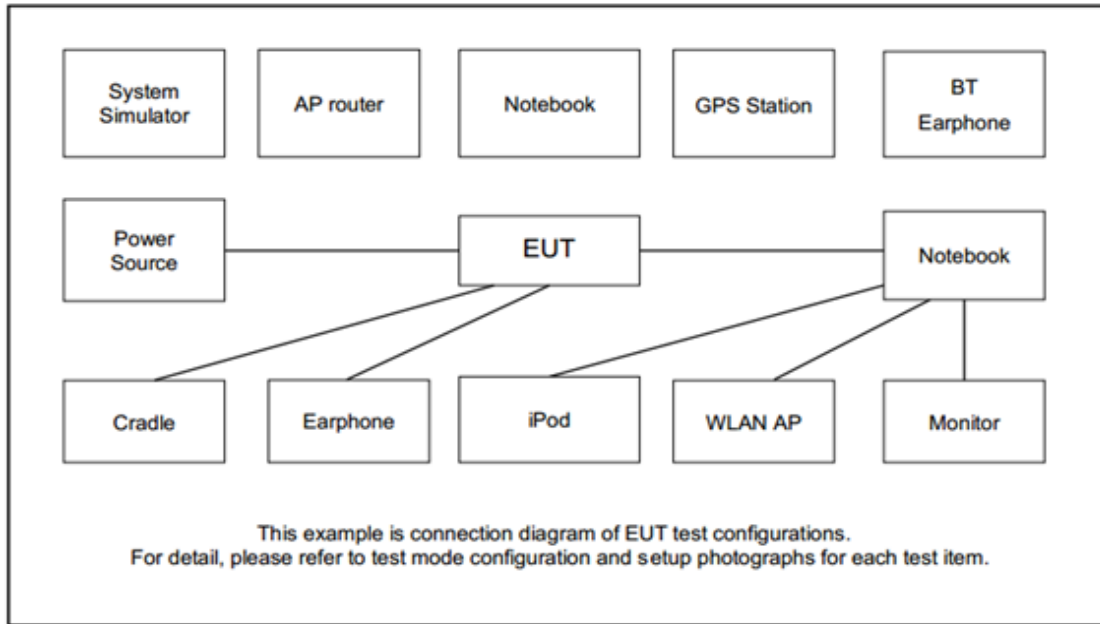 System
Simulator
AP router
Notebook
GPS Station
BT
Earphone
Power
Source
EUT
Notebook
Cradle
Earphone
iPod
WLAN AP
Monitor
This example is connection diagram of EUT test configurations.
For detail, please refer to test mode configuration and setup photographs for each test item.